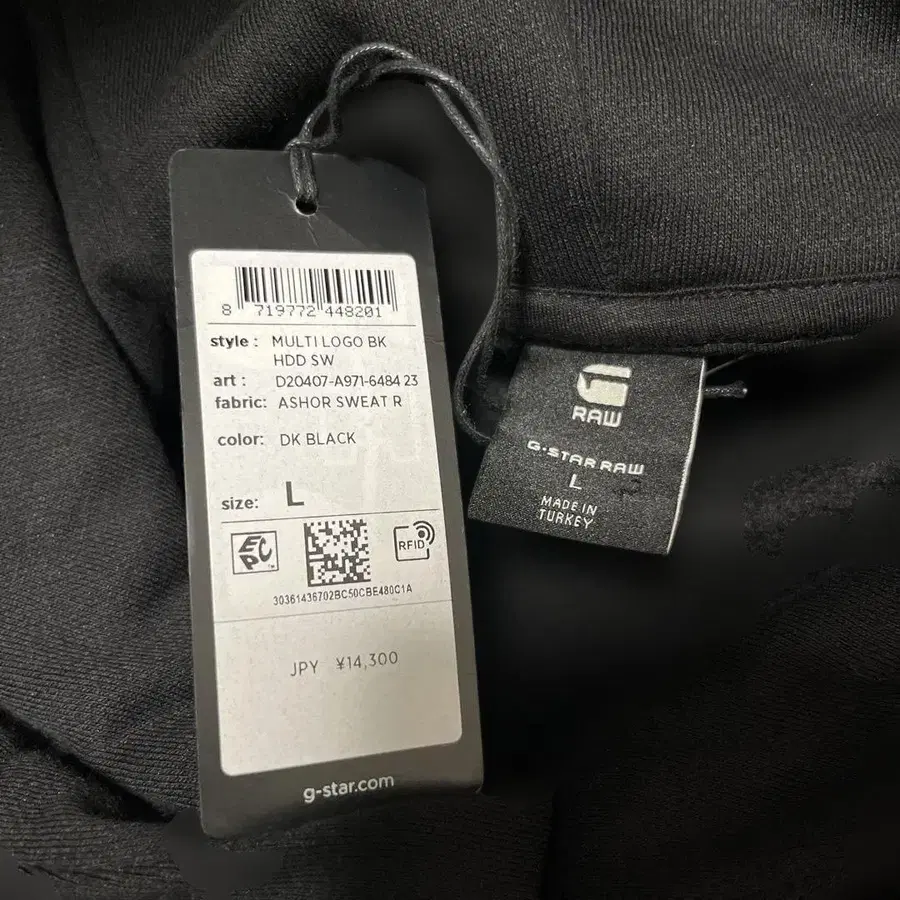 8 719772 448201
style : MULTI LOGO BK
HDD SW
art : D20407-A971-6484 23
fabric: ASHOR SWEAT R
color: DK BLACK
size: L
EPC
RFID
30361436702BC50CBE480C1A
JPY ¥14,300
g-star.com
RAW
G-STAR RAW
L
MADE IN
TURKEY